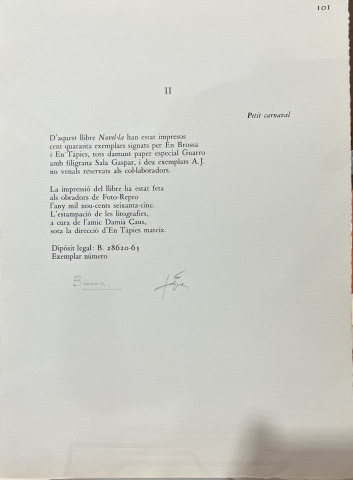 101
II
Petit carnaval
D'aquest llibre Novel·la han estat impresos
cent quaranta exemplars signats per En Brossa
i En Tàpies, tots damunt paper especial Guarro
amb filigrana Sala Gaspar, i deu exemplars A.J.
no venals reservats als col·laboradors.
La impressió del llibre ha estat feta
als obradors de Foto-Repro
l'any mil nou-cents seixanta-cinc.
L'estampació de les litografies,
a cura de l'amic Damià Caus,
sota la direcció d'En Tàpies mateix.
Dipòsit legal: B. 28620-65
Exemplar número
Brossa